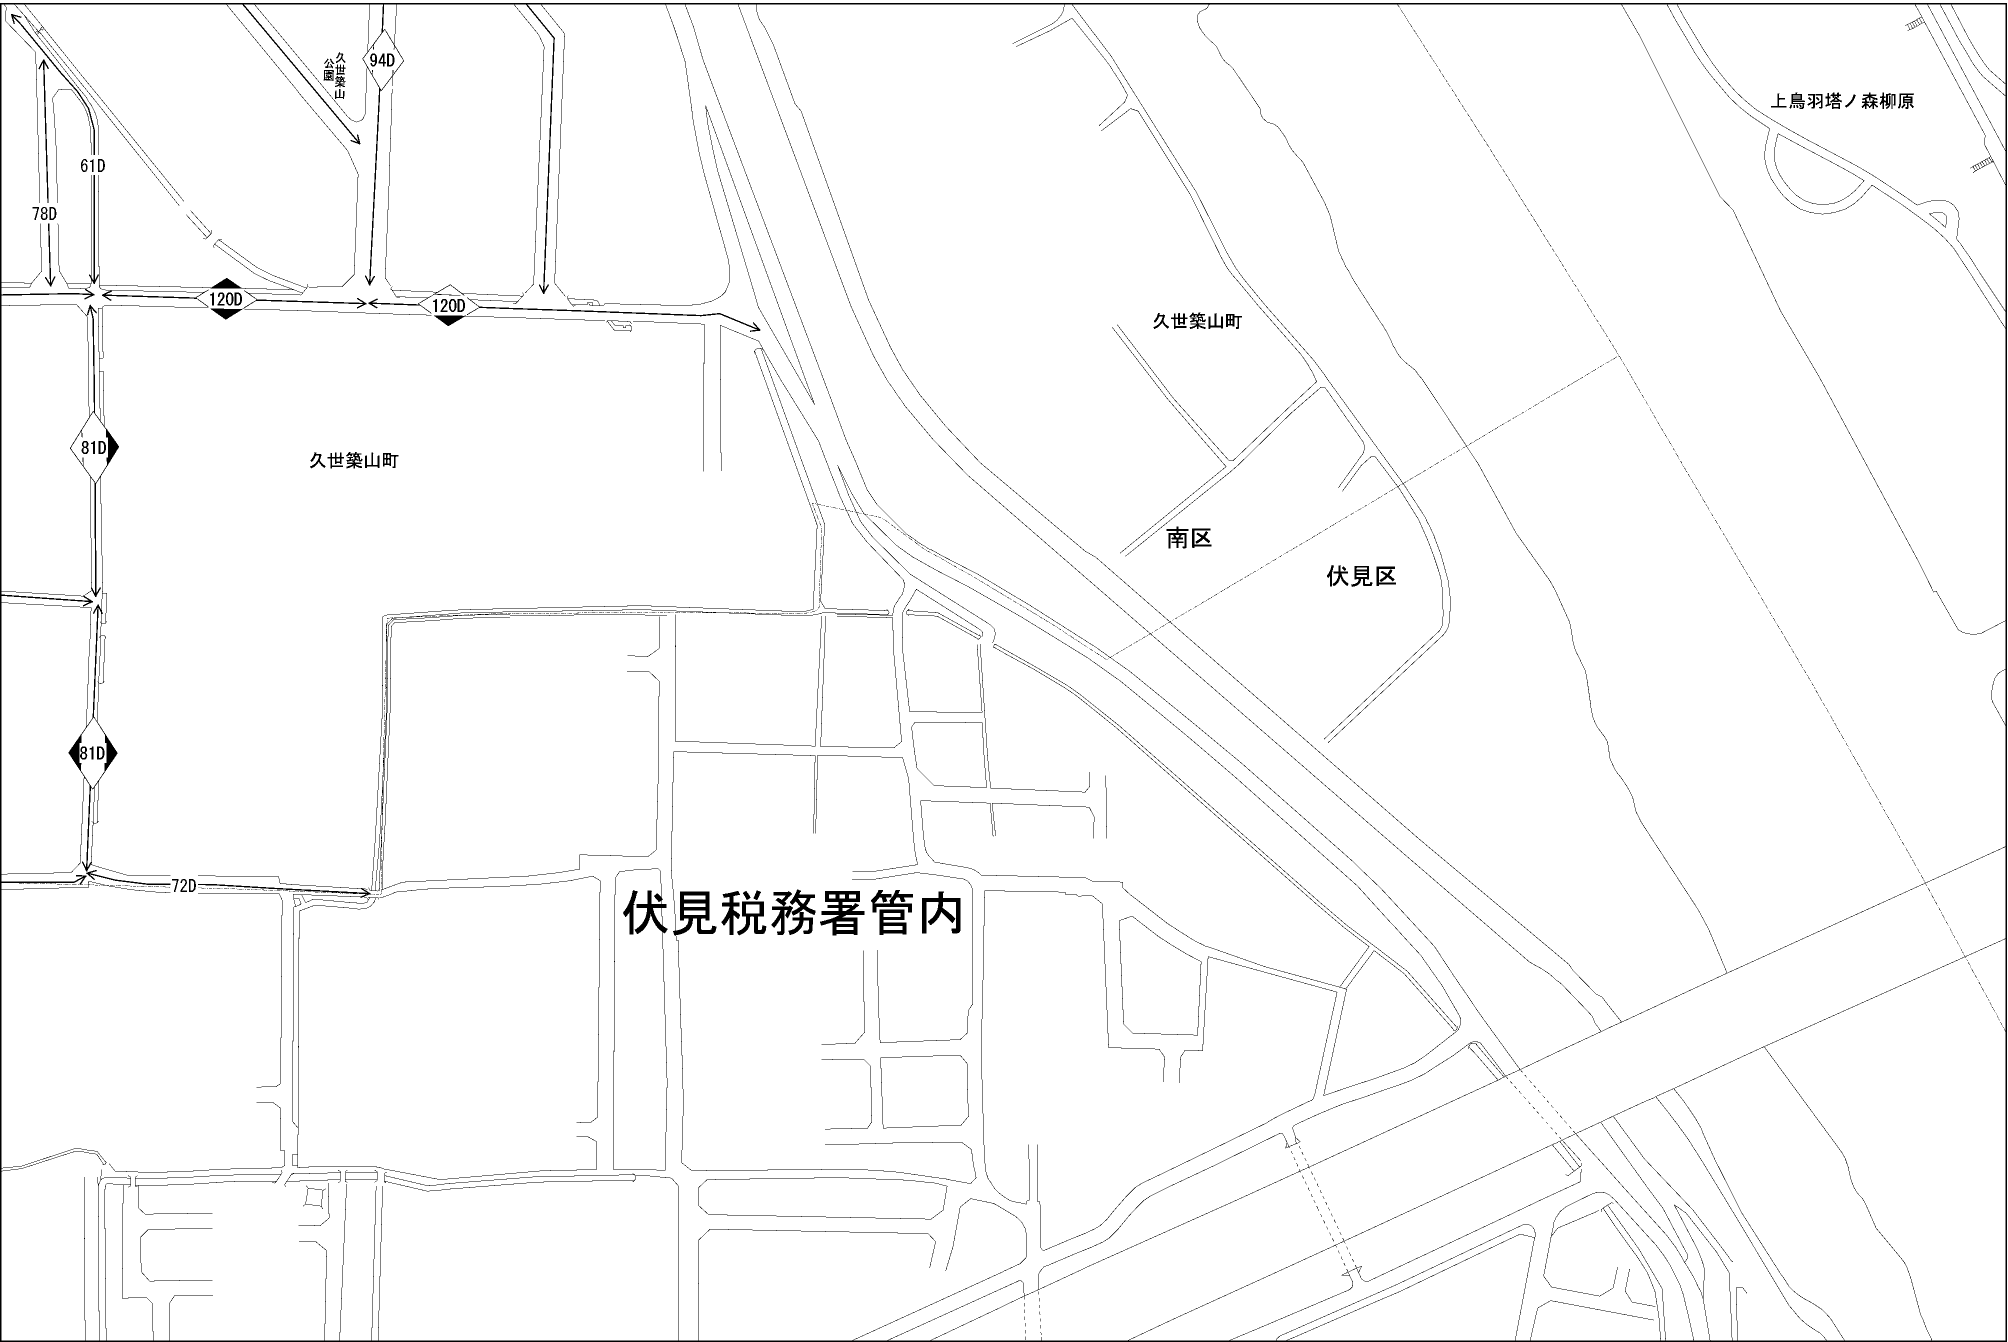 94D
久世築山
公園
上鳥羽塔ノ森柳原
61D
78D
120D
120D
久世築山町
81D
久世築山町
南区
伏見区
81D
72D
伏見税務署管内